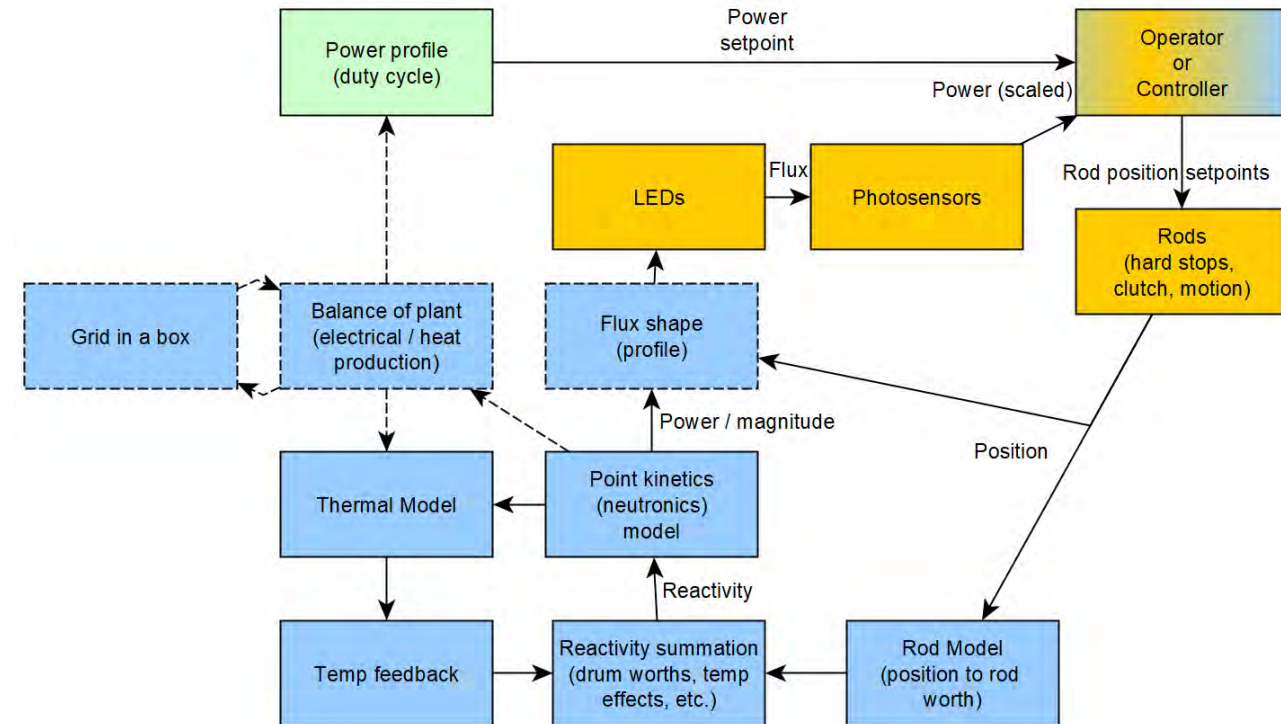 Power profile
(duty cycle)
Power
setpoint
Operator
or
Controller
Power (scaled)
LEDs
Flux
Photosensors
Rod position setpoints
Rods
(hard stops,
clutch, motion)
Grid in a box
Balance of plant
(electrical / heat
production)
Flux shape
(profile)
Power / magnitude
Position
Thermal Model
Point kinetics
(neutronics)
model
Reactivity
Temp feedback
Reactivity summation
(drum worths, temp
effects, etc.)
Rod Model
(position to rod
worth)